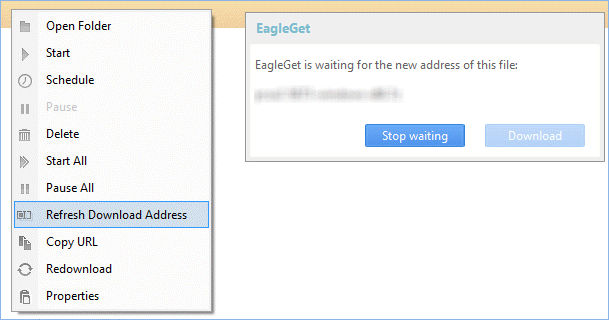 Open Folder
Start
Schedule
Pause
Delete
Start All
Pause All
Refresh Download Address
Copy URL
Redownload
Properties
EagleGet
EagleGet is waiting for the new address of this file:
Stop waiting
Download